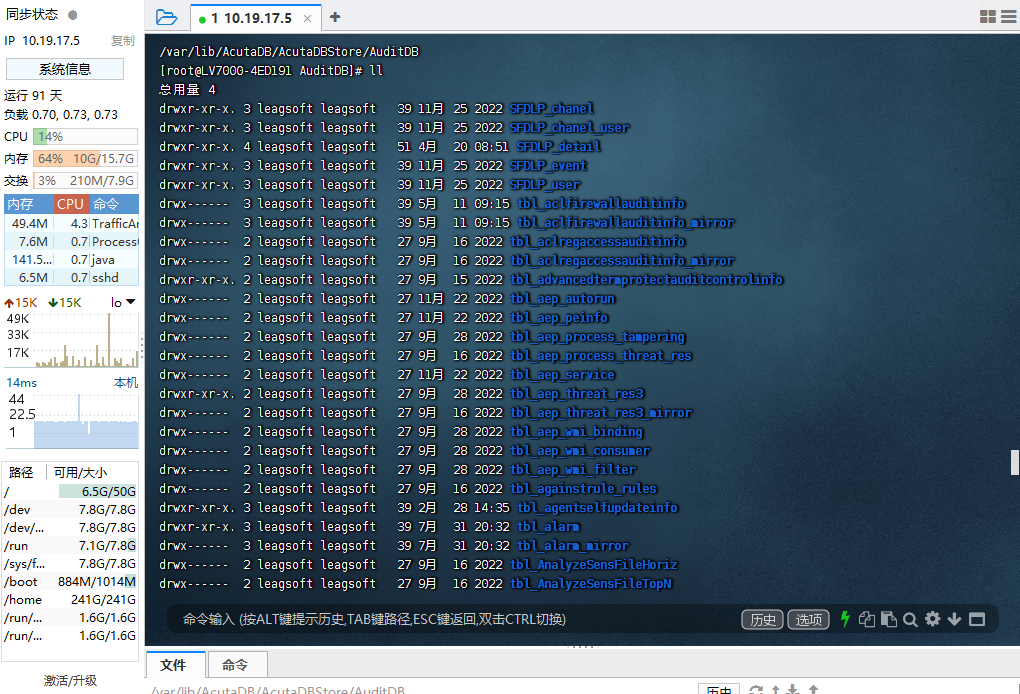 同步状态
IP 10.19.17.5 复制
系统信息
运行 91 天
负载 0.70, 0.73, 0.73
CPU 14%
内存 64% 10G/15.7G
交换 3% 210M/7.9G
内存 CPU 命令
49.4M 4.3 TrafficAn
7.6M 0.7 Process
141.5... 0.7 java
6.5M 0.7 sshd
15K 15K lo
49K
33K
17K
14ms 本机
44
22.5
1
路径 可用/大小
/ 6.5G/50G
/dev 7.8G/7.8G
/dev/... 7.8G/7.8G
/run 7.1G/7.8G
/sys/f... 7.8G/7.8G
/boot 884M/1014M
/home 241G/241G
/run/... 1.6G/1.6G
/run/... 1.6G/1.6G
激活/升级
1 10.19.17.5 × +
/var/lib/AcutaDB/AcutaDBStore/AuditDB
[root@LV7000-4ED191 AuditDB]# ll
总用量 4
drwxr-xr-x. 3 leagsoft leagsoft 39 11月 25 2022 SFDLP_chanel
drwxr-xr-x. 3 leagsoft leagsoft 39 11月 25 2022 SFDLP_chanel_user
drwxr-xr-x. 4 leagsoft leagsoft 51 4月 20 08:51 SFDLP_detail
drwxr-xr-x. 3 leagsoft leagsoft 39 11月 25 2022 SFDLP_event
drwxr-xr-x. 3 leagsoft leagsoft 39 11月 25 2022 SFDLP_user
drwx------ 3 leagsoft leagsoft 39 5月 11 09:15 tbl_aclfirewallauditinfo
drwx------ 3 leagsoft leagsoft 39 5月 11 09:15 tbl_aclfirewallauditinfo_mirror
drwx------ 2 leagsoft leagsoft 27 9月 16 2022 tbl_aclregaccessauditinfo
drwx------ 2 leagsoft leagsoft 27 9月 16 2022 tbl_aclregaccessauditinfo_mirror
drwxr-xr-x. 2 leagsoft leagsoft 27 9月 15 2022 tbl_advancedtermprotectauditcontrolinfo
drwx------ 2 leagsoft leagsoft 27 11月 22 2022 tbl_aep_autorun
drwx------ 2 leagsoft leagsoft 27 11月 22 2022 tbl_aep_peinfo
drwx------ 2 leagsoft leagsoft 27 9月 28 2022 tbl_aep_process_tampering
drwx------ 2 leagsoft leagsoft 27 9月 16 2022 tbl_aep_process_threat_res
drwx------ 2 leagsoft leagsoft 27 11月 22 2022 tbl_aep_service
drwxr-xr-x. 2 leagsoft leagsoft 27 9月 28 2022 tbl_aep_threat_res3
drwx------ 2 leagsoft leagsoft 27 9月 16 2022 tbl_aep_threat_res3_mirror
drwx------ 2 leagsoft leagsoft 27 9月 28 2022 tbl_aep_wmi_binding
drwx------ 2 leagsoft leagsoft 27 9月 28 2022 tbl_aep_wmi_consumer
drwx------ 2 leagsoft leagsoft 27 9月 28 2022 tbl_aep_wmi_filter
drwx------ 2 leagsoft leagsoft 27 9月 16 2022 tbl_againstrule_rules
drwxr-xr-x. 3 leagsoft leagsoft 39 2月 28 14:35 tbl_agentselfupdateinfo
drwxr-xr-x. 3 leagsoft leagsoft 39 7月 31 20:32 tbl_alarm
drwx------ 3 leagsoft leagsoft 39 7月 31 20:32 tbl_alarm_mirror
drwx------ 2 leagsoft leagsoft 27 9月 16 2022 tbl_AnalyzeSensFileHoriz
drwx------ 2 leagsoft leagsoft 27 9月 16 2022 tbl_AnalyzeSensFileTopN
命令输入 (按ALT键提示历史,TAB键路径,ESC键返回,双击CTRL切换) 历史 选项
文件 命令
/var/lib/AcutaDB/AcutaDBStore/AuditDB 历史